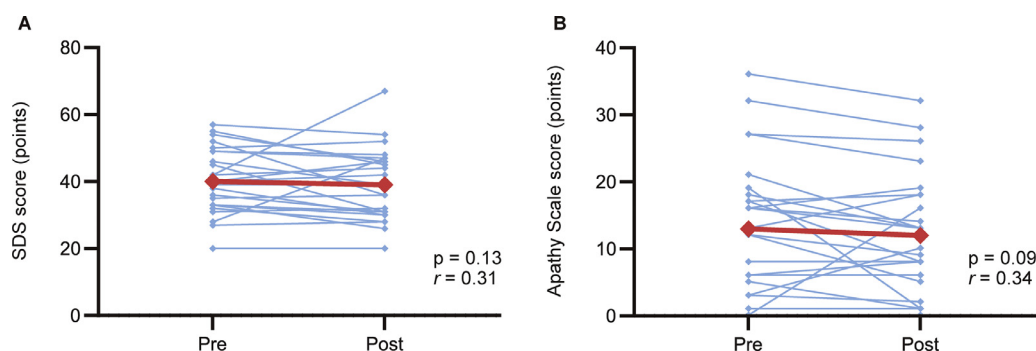 A
SDS score (points)
80
60
40
20
0
Pre Post
p = 0.13
r = 0.31
B
Apathy Scale score (points)
40
30
20
10
0
Pre Post
p = 0.09
r = 0.34